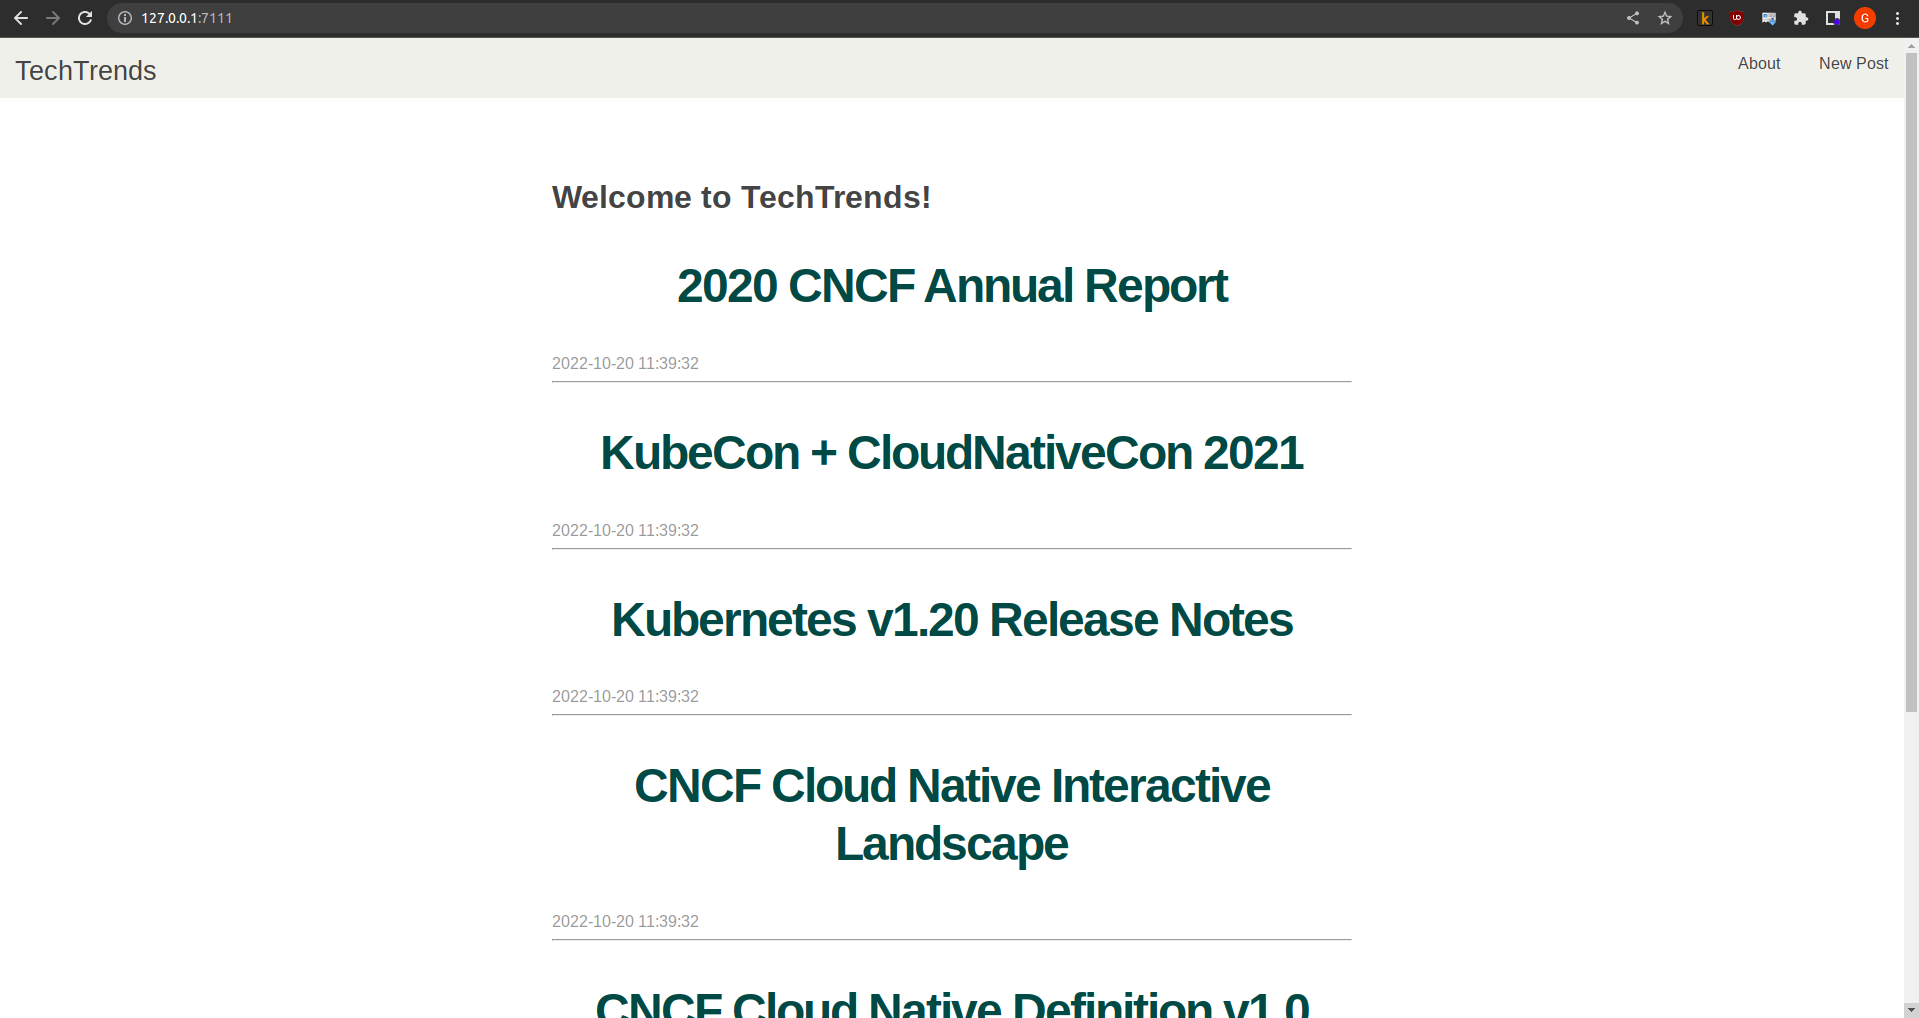 127.0.0.1:7111
k
G
TechTrends
About
New Post
Welcome to TechTrends!
2020 CNCF Annual Report
2022-10-20 11:39:32
KubeCon + CloudNativeCon 2021
2022-10-20 11:39:32
Kubernetes v1.20 Release Notes
2022-10-20 11:39:32
CNCF Cloud Native Interactive
Landscape
2022-10-20 11:39:32
CNCF Cloud Native Definition v1.0